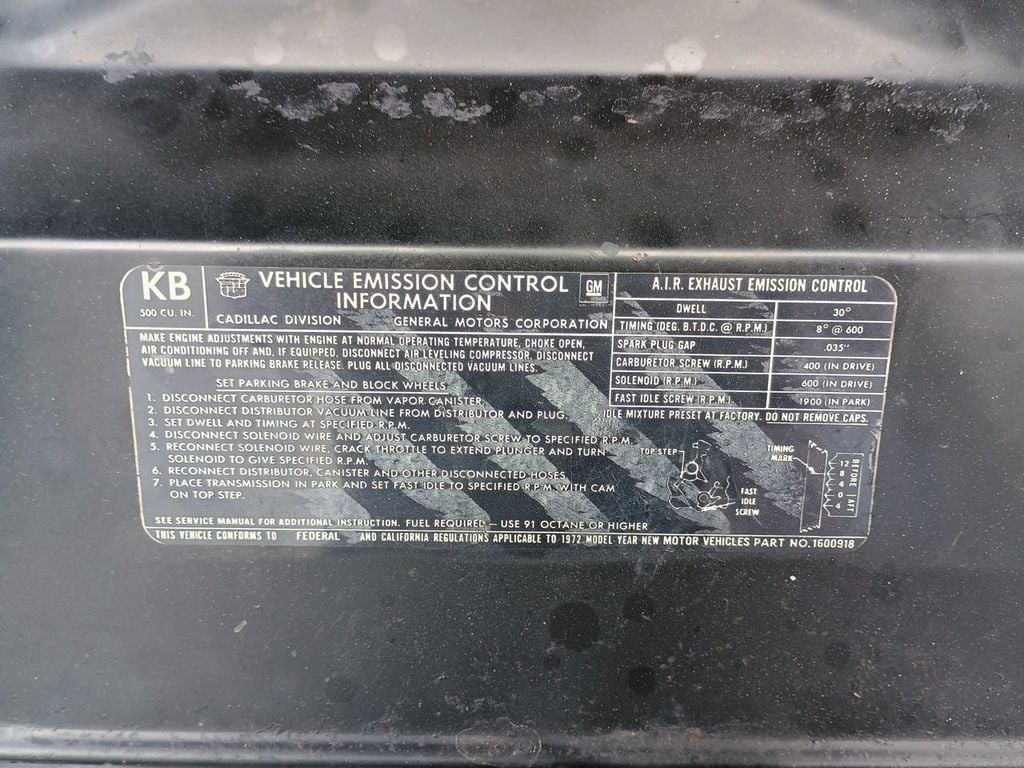 KB
500 CU. IN.
VEHICLE EMISSION CONTROL
INFORMATION
GM
CADILLAC DIVISION GENERAL MOTORS CORPORATION
MAKE ENGINE ADJUSTMENTS WITH ENGINE AT NORMAL OPERATING TEMPERATURE, CHOKE OPEN,
AIR CONDITIONING OFF AND, IF EQUIPPED, DISCONNECT AIR LEVELING COMPRESSOR. DISCONNECT
VACUUM LINE TO PARKING BRAKE RELEASE. PLUG ALL DISCONNECTED VACUUM LINES.
SET PARKING BRAKE AND BLOCK WHEELS
1. DISCONNECT CARBURETOR HOSE FROM VAPOR CANISTER.
2. DISCONNECT DISTRIBUTOR VACUUM LINE FROM DISTRIBUTOR AND PLUG.
3. SET DWELL AND TIMING AT SPECIFIED R.P.M.
4. DISCONNECT SOLENOID WIRE AND ADJUST CARBURETOR SCREW TO SPECIFIED R.P.M.
5. RECONNECT SOLENOID WIRE, CRACK THROTTLE TO EXTEND PLUNGER AND TURN
SOLENOID TO GIVE SPECIFIED R.P.M.
6. RECONNECT DISTRIBUTOR, CANISTER AND OTHER DISCONNECTED HOSES
7. PLACE TRANSMISSION IN PARK AND SET FAST IDLE TO SPECIFIED R.P.M. WITH CAM
ON TOP STEP.
A.I.R. EXHAUST EMISSION CONTROL
DWELL 30°
TIMING (DEG. B.T.D.C. @ R.P.M.) 8° @ 600
SPARK PLUG GAP .035"
CARBURETOR SCREW (R.P.M.) 400 (IN DRIVE)
SOLENOID (R.P.M.) 600 (IN DRIVE)
FAST IDLE SCREW (R.P.M.) 1900 (IN PARK)
IDLE MIXTURE PRESET AT FACTORY. DO NOT REMOVE CAPS.
TOP STEP
FAST
IDLE
SCREW
TIMING
MARK
12
8
4
0
4
BEFORE
AFT
SEE SERVICE MANUAL FOR ADDITIONAL INSTRUCTION. FUEL REQUIRED — USE 91 OCTANE OR HIGHER
THIS VEHICLE CONFORMS TO FEDERAL AND CALIFORNIA REGULATIONS APPLICABLE TO 1972 MODEL YEAR NEW MOTOR VEHICLES PART NO. 1600918